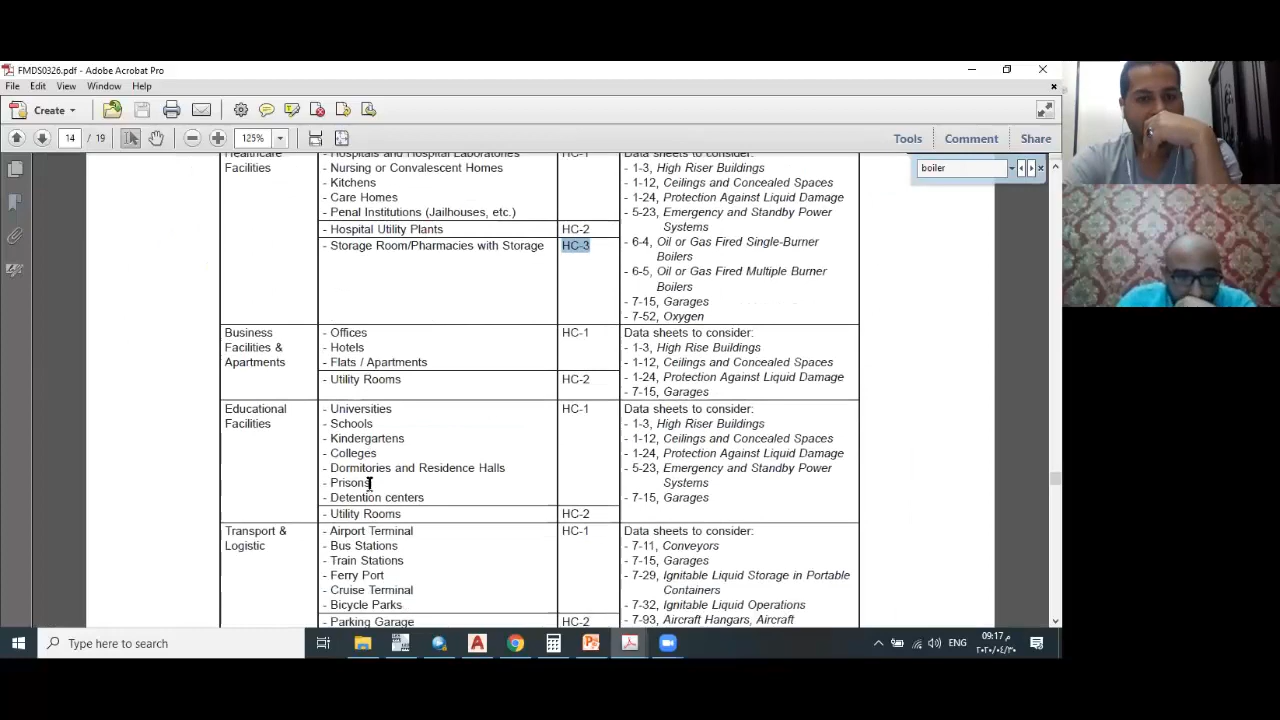 FMDS0326.pdf - Adobe Acrobat Pro
File Edit View Window Help
Create
14 / 19
125%
Tools Comment Share
boiler
Healthcare
Facilities
- Hospitals and Hospital Laboratories
- Nursing or Convalescent Homes
- Kitchens
- Care Homes
- Penal Institutions (Jailhouses, etc.)
HC-1
- Hospital Utility Plants HC-2
- Storage Room/Pharmacies with Storage HC-3
Data sheets to consider:
- 1-3, High Riser Buildings
- 1-12, Ceilings and Concealed Spaces
- 1-24, Protection Against Liquid Damage
- 5-23, Emergency and Standby Power
Systems
- 6-4, Oil or Gas Fired Single-Burner
Boilers
- 6-5, Oil or Gas Fired Multiple Burner
Boilers
- 7-15, Garages
- 7-52, Oxygen
Business
Facilities &
Apartments
- Offices
- Hotels
- Flats / Apartments
HC-1
- Utility Rooms HC-2
Data sheets to consider:
- 1-3, High Rise Buildings
- 1-12, Ceilings and Concealed Spaces
- 1-24, Protection Against Liquid Damage
- 7-15, Garages
Educational
Facilities
- Universities
- Schools
- Kindergartens
- Colleges
- Dormitories and Residence Halls
- Prisons
- Detention centers
HC-1
- Utility Rooms HC-2
Data sheets to consider:
- 1-3, High Riser Buildings
- 1-12, Ceilings and Concealed Spaces
- 1-24, Protection Against Liquid Damage
- 5-23, Emergency and Standby Power
Systems
- 7-15, Garages
Transport &
Logistic
- Airport Terminal
- Bus Stations
- Train Stations
- Ferry Port
- Cruise Terminal
- Bicycle Parks
HC-1
- Parking Garage HC-2
Data sheets to consider:
- 7-11, Conveyors
- 7-15, Garages
- 7-29, Ignitable Liquid Storage in Portable
Containers
- 7-32, Ignitable Liquid Operations
- 7-93, Aircraft Hangars, Aircraft
Type here to search
ENG
09:17 م
٢٠٢٠/٠٤/٣٠